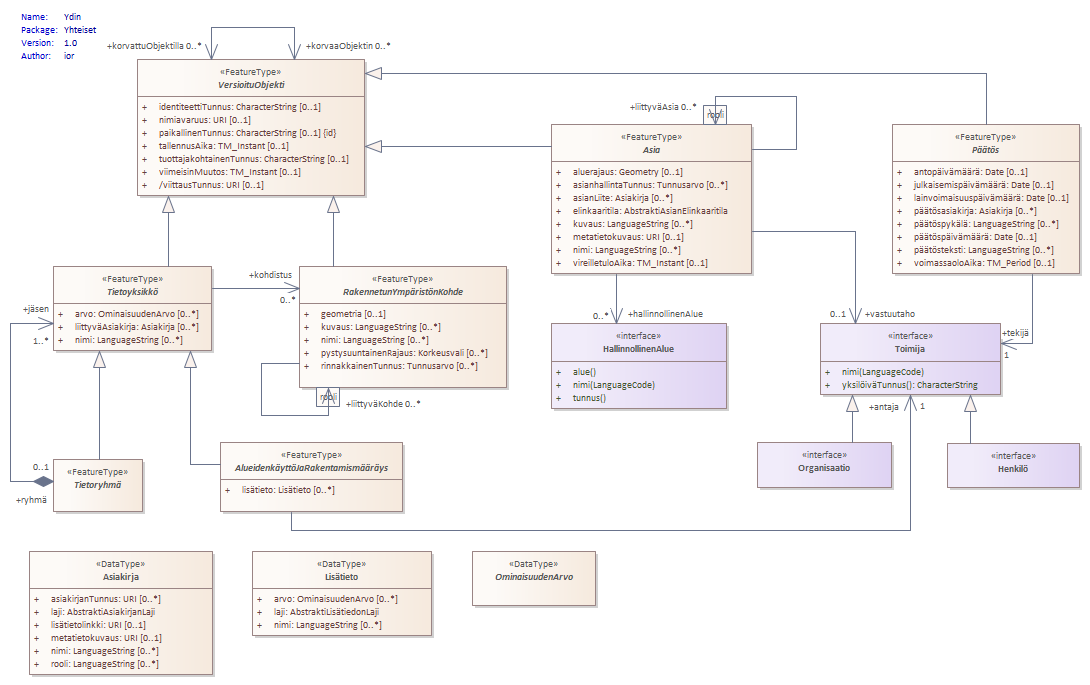 Name: Ydin
Package: Yhteiset
Version: 1.0
Author: ior
+korvattuObjektilla 0..*
+korvaaObjektin 0..*
«FeatureType»
VersioituObjekti
+ identiteettiTunnus: CharacterString [0..1]
+ nimiavaruus: URI [0..1]
+ paikallinenTunnus: CharacterString [0..1] {id}
+ tallennusAika: TM_Instant [0..1]
+ tuottajakohtainenTunnus: CharacterString [0..1]
+ viimeisinMuutos: TM_Instant [0..1]
+ /viittausTunnus: URI [0..1]
+liittyväAsia 0..*
rooli
«FeatureType»
Asia
+ aluerajaus: Geometry [0..1]
+ asianhallintaTunnus: Tunnusarvo [0..*]
+ asianLiite: Asiakirja [0..*]
+ elinkaaritila: AbstraktiAsianElinkaaritila
+ kuvaus: LanguageString [0..*]
+ metatietokuvaus: URI [0..1]
+ nimi: LanguageString [0..*]
+ vireilletuloAika: TM_Instant [0..1]
«FeatureType»
Päätös
+ antopäivämäärä: Date [0..1]
+ julkaisemispäivämäärä: Date [0..1]
+ lainvoimaisuuspäivämäärä: Date [0..1]
+ päätösasiakirja: Asiakirja [0..*]
+ päätöspykälä: LanguageString [0..*]
+ päätöspäivämäärä: Date [0..1]
+ päätösteksti: LanguageString [0..*]
+ voimassaoloAika: TM_Period [0..1]
«FeatureType»
Tietoyksikkö
+ arvo: OminaisuudenArvo [0..*]
+ liittyväAsiakirja: Asiakirja [0..*]
+ nimi: LanguageString [0..*]
+kohdistus
0..*
«FeatureType»
RakennetunYmpäristönKohde
+ geometria [0..1]
+ kuvaus: LanguageString [0..*]
+ nimi: LanguageString [0..*]
+ pystysuuntainenRajaus: Korkeusvali [0..*]
+ rinnakkainenTunnus: Tunnusarvo [0..*]
rooli
+liittyväKohde 0..*
+jäsen
1..*
0..* +hallinnollinenAlue
«interface»
HallinnollinenAlue
+ alue()
+ nimi(LanguageCode)
+ tunnus()
0..1 +vastuutaho
+tekijä
1
«interface»
Toimija
+ nimi(LanguageCode)
+ yksilöiväTunnus(): CharacterString
+antaja 1
«interface»
Organisaatio
«interface»
Henkilö
0..1
+ryhmä
«FeatureType»
Tietoryhmä
«FeatureType»
AlueidenkäyttöJaRakentamismääräys
+ lisätieto: Lisätieto [0..*]
«DataType»
Asiakirja
+ asiakirjanTunnus: URI [0..*]
+ laji: AbstraktiAsiakirjanLaji
+ lisätietolinkki: URI [0..1]
+ metatietokuvaus: URI [0..1]
+ nimi: LanguageString [0..*]
+ rooli: LanguageString [0..*]
«DataType»
Lisätieto
+ arvo: OminaisuudenArvo [0..*]
+ laji: AbstraktiLisätiedonLaji
+ nimi: LanguageString [0..*]
«DataType»
OminaisuudenArvo